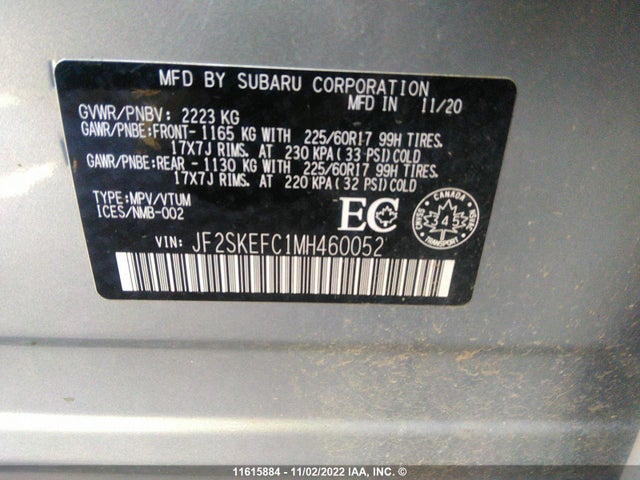 MFD BY SUBARU CORPORATION
MFD IN 11/20
GVWR/PNBV: 2223 KG
GAWR/PNBE:FRONT- 1165 KG WITH 225/60R17 99H TIRES.
17X7J RIMS. AT 230 KPA( 33 PSI)COLD
GAWR/PNBE:REAR - 1130 KG WITH 225/60R17 99H TIRES.
17X7J RIMS. AT 220 KPA( 32 PSI)COLD
TYPE:MPV/VTUM
ICES/NMB-002
EC
CANADA
345
TRANSPORT
VIN: JF2SKEFC1MH460052
11615884 - 11/02/2022 IAA, INC. ©